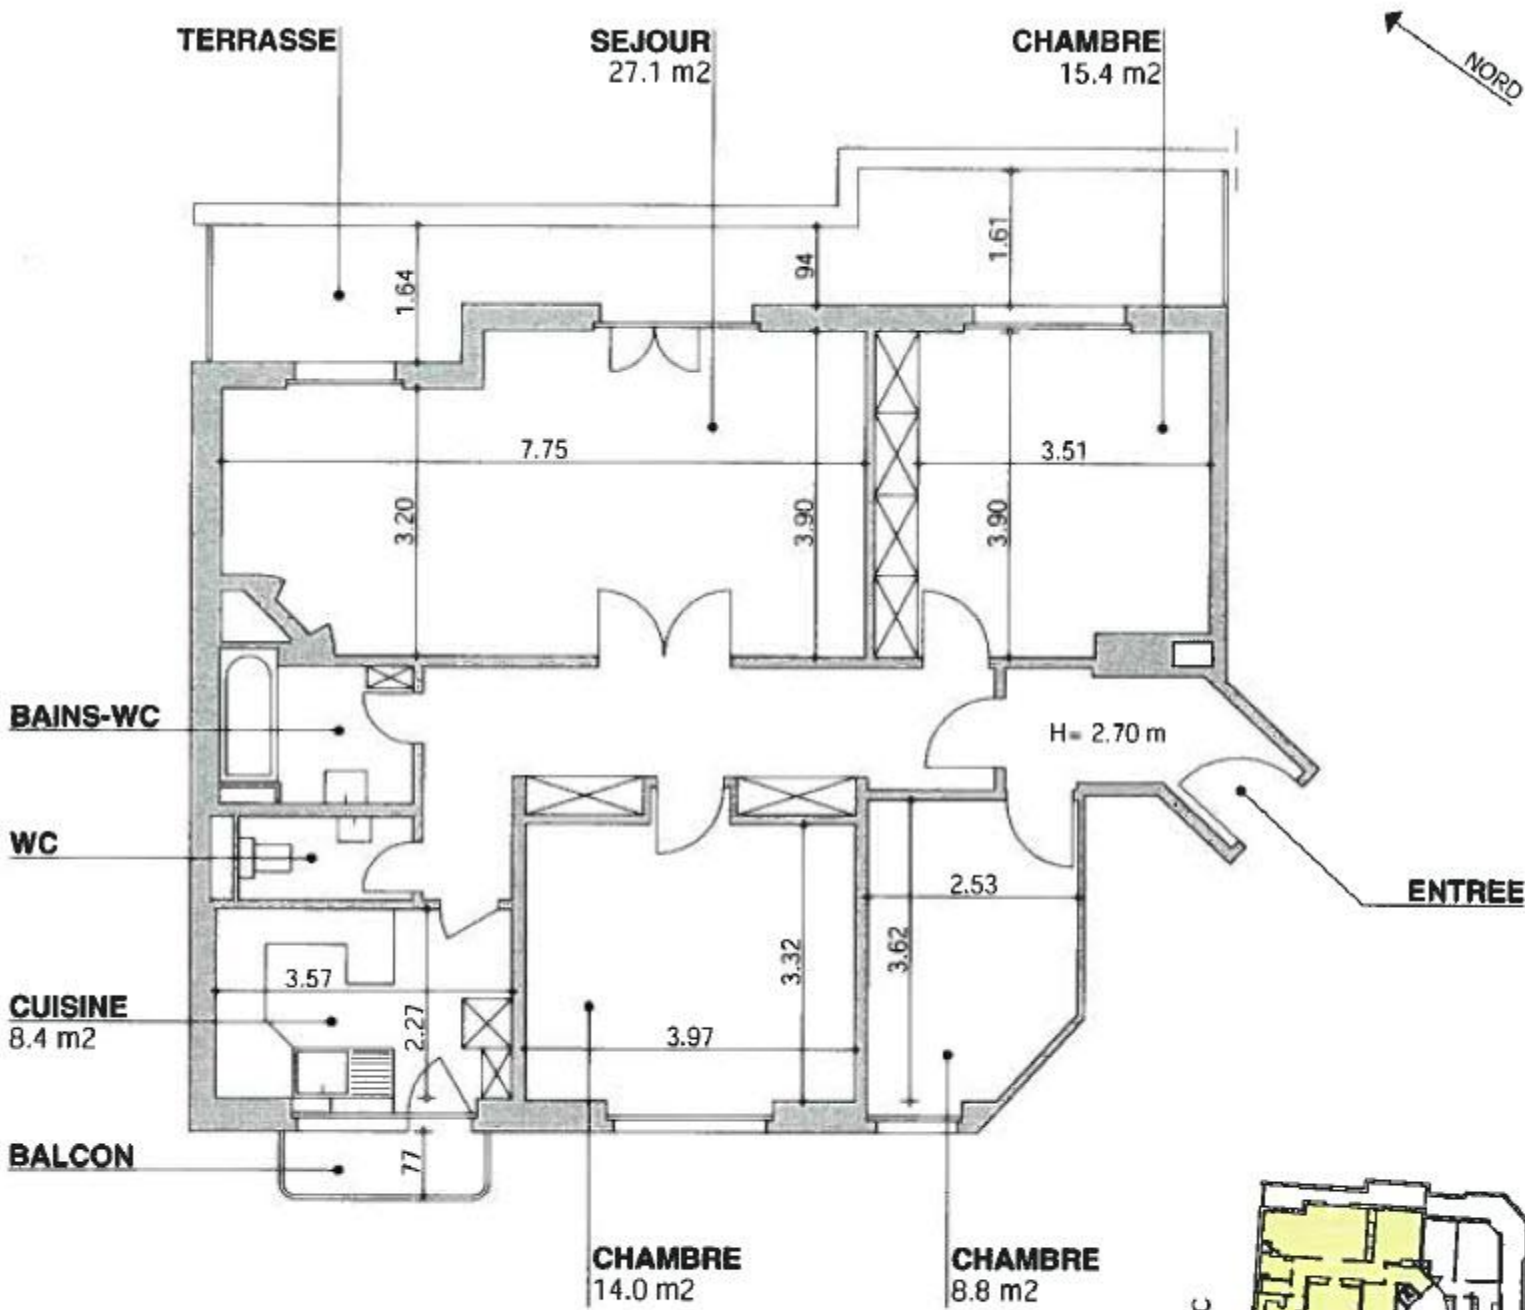 TERRASSE
SEJOUR
27.1 m2
CHAMBRE
15.4 m2
NORD
1.64
94
1.61
7.75
3.51
3.20
3.90
3.90
BAINS-WC
H= 2.70 m
WC
2.53
ENTREE
3.62
3.32
3.57
CUISINE
8.4 m2
2.27
3.97
BALCON
77
CHAMBRE
14.0 m2
CHAMBRE
8.8 m2